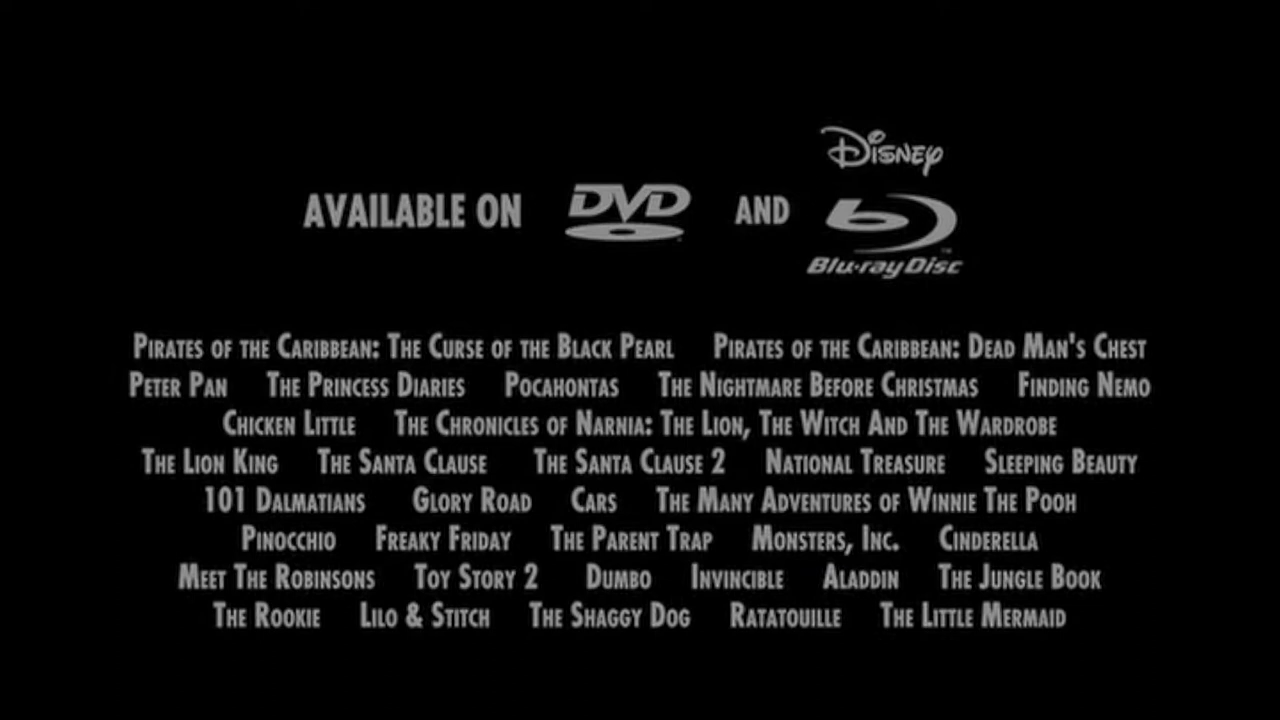 Disney
AVAILABLE ON DVD AND Blu-ray Disc™
PIRATES OF THE CARIBBEAN: THE CURSE OF THE BLACK PEARL PIRATES OF THE CARIBBEAN: DEAD MAN'S CHEST
PETER PAN THE PRINCESS DIARIES POCAHONTAS THE NIGHTMARE BEFORE CHRISTMAS FINDING NEMO
CHICKEN LITTLE THE CHRONICLES OF NARNIA: THE LION, THE WITCH AND THE WARDROBE
THE LION KING THE SANTA CLAUSE THE SANTA CLAUSE 2 NATIONAL TREASURE SLEEPING BEAUTY
101 DALMATIANS GLORY ROAD CARS THE MANY ADVENTURES OF WINNIE THE POOH
PINOCCHIO FREAKY FRIDAY THE PARENT TRAP MONSTERS, INC. CINDERELLA
MEET THE ROBINSONS TOY STORY 2 DUMBO INVINCIBLE ALADDIN THE JUNGLE BOOK
THE ROOKIE LILO & STITCH THE SHAGGY DOG RATATOUILLE THE LITTLE MERMAID